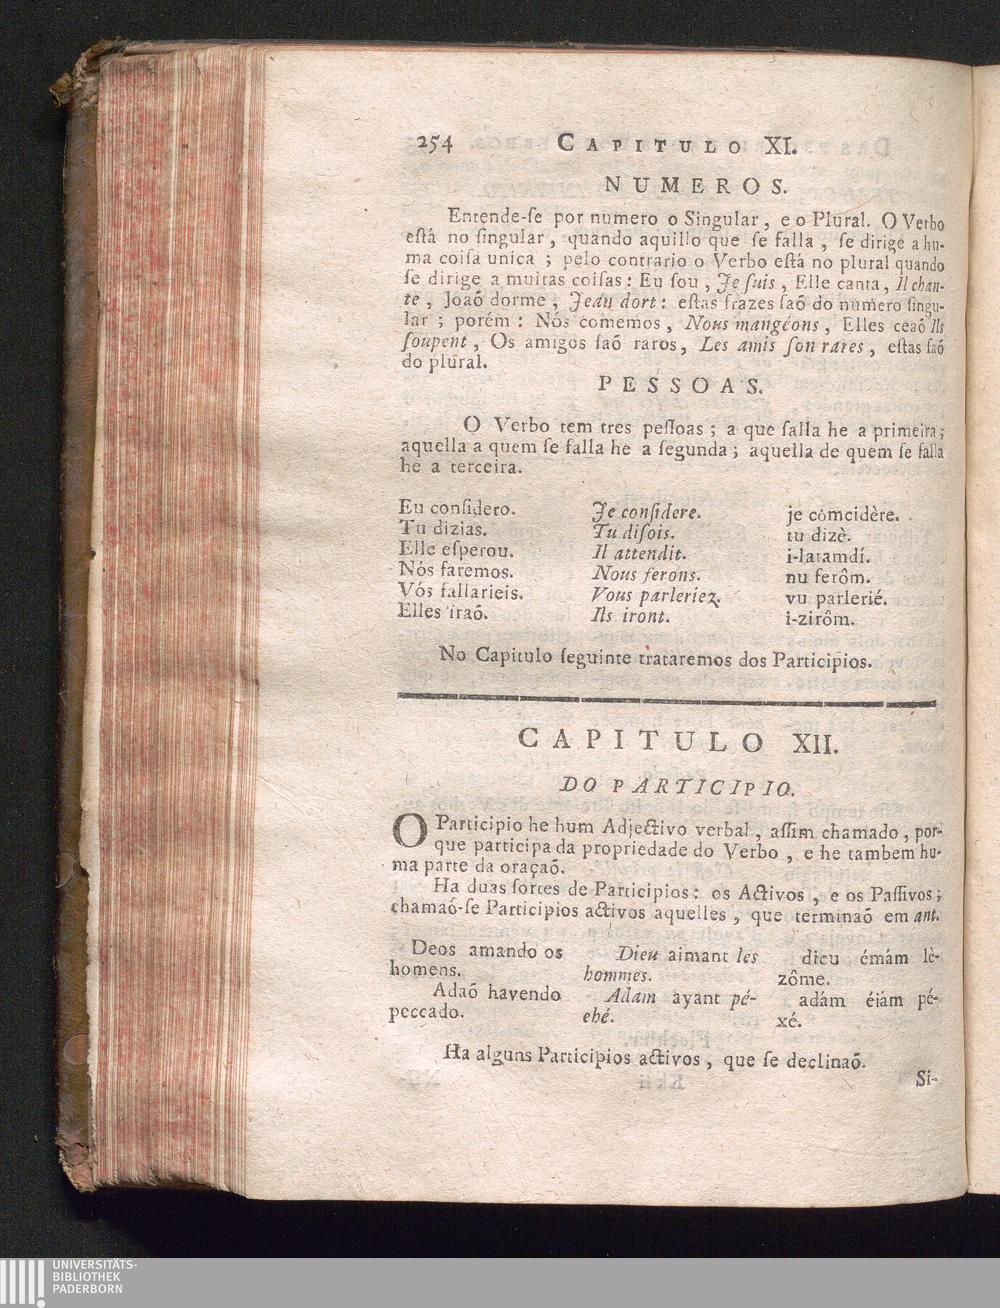 254 CAPITULO XI.
NUMEROS.
Entende-ſe por numero o Singular, e o Plural. O Verbo
eſtá no ſingular, quando aquillo que ſe falla, ſe dirige a hu-
ma coiſa unica ; pelo contrario o Verbo eſtá no plural quando
ſe dirige a muitas coiſas : Eu ſou, Je ſuis, Elle canta, Il chan-
te, Joaõ dorme, Jean dort : eſtas frazes ſaõ do numero ſingu-
lar ; porém : Nós comemos, Nous mangéons, Elles ceaõ Ils
ſoupent, Os amigos ſaõ raros, Les amis ſon rares, eſtas ſaõ
do plural.
PESSOAS.
O Verbo tem tres peſſoas ; a que falla he a primeira ;
aquella a quem ſe falla he a ſegunda ; aquella de quem ſe falla
he a terceira.
Eu conſidero. Je conſidere. je còmcidère.
Tu dizias. Tu diſois. tu dizè.
Elle eſperou. Il attendit. i-latamdí.
Nós faremos. Nous ferons. nu ferôm.
Vós fallarieis. Vous parleriez. vu parlerié.
Elles iraõ. Ils iront. i-zirôm.
No Capitulo ſeguinte trataremos dos Participios.
CAPITULO XII.
DO PARTICIPIO.
O Participio he hum Adjectivo verbal, aſſim chamado, por-
que participa da propriedade do Verbo, e he tambem hu-
ma parte da oraçaõ.
Ha duas ſortes de Participios : os Activos, e os Paſſivos ;
chamaõ-ſe Participios activos aquelles, que terminaõ em ant.
Deos amando os Dieu aimant les dieu émám lè-
homens. hommes. zôme.
Adaõ havendo Adam ayant pé- adám éiám pé-
peccado. ché. xé.
Ha alguns Participios activos, que ſe declinaõ.
Si-
UNIVERSITÄTS-
BIBLIOTHEK
PADERBORN